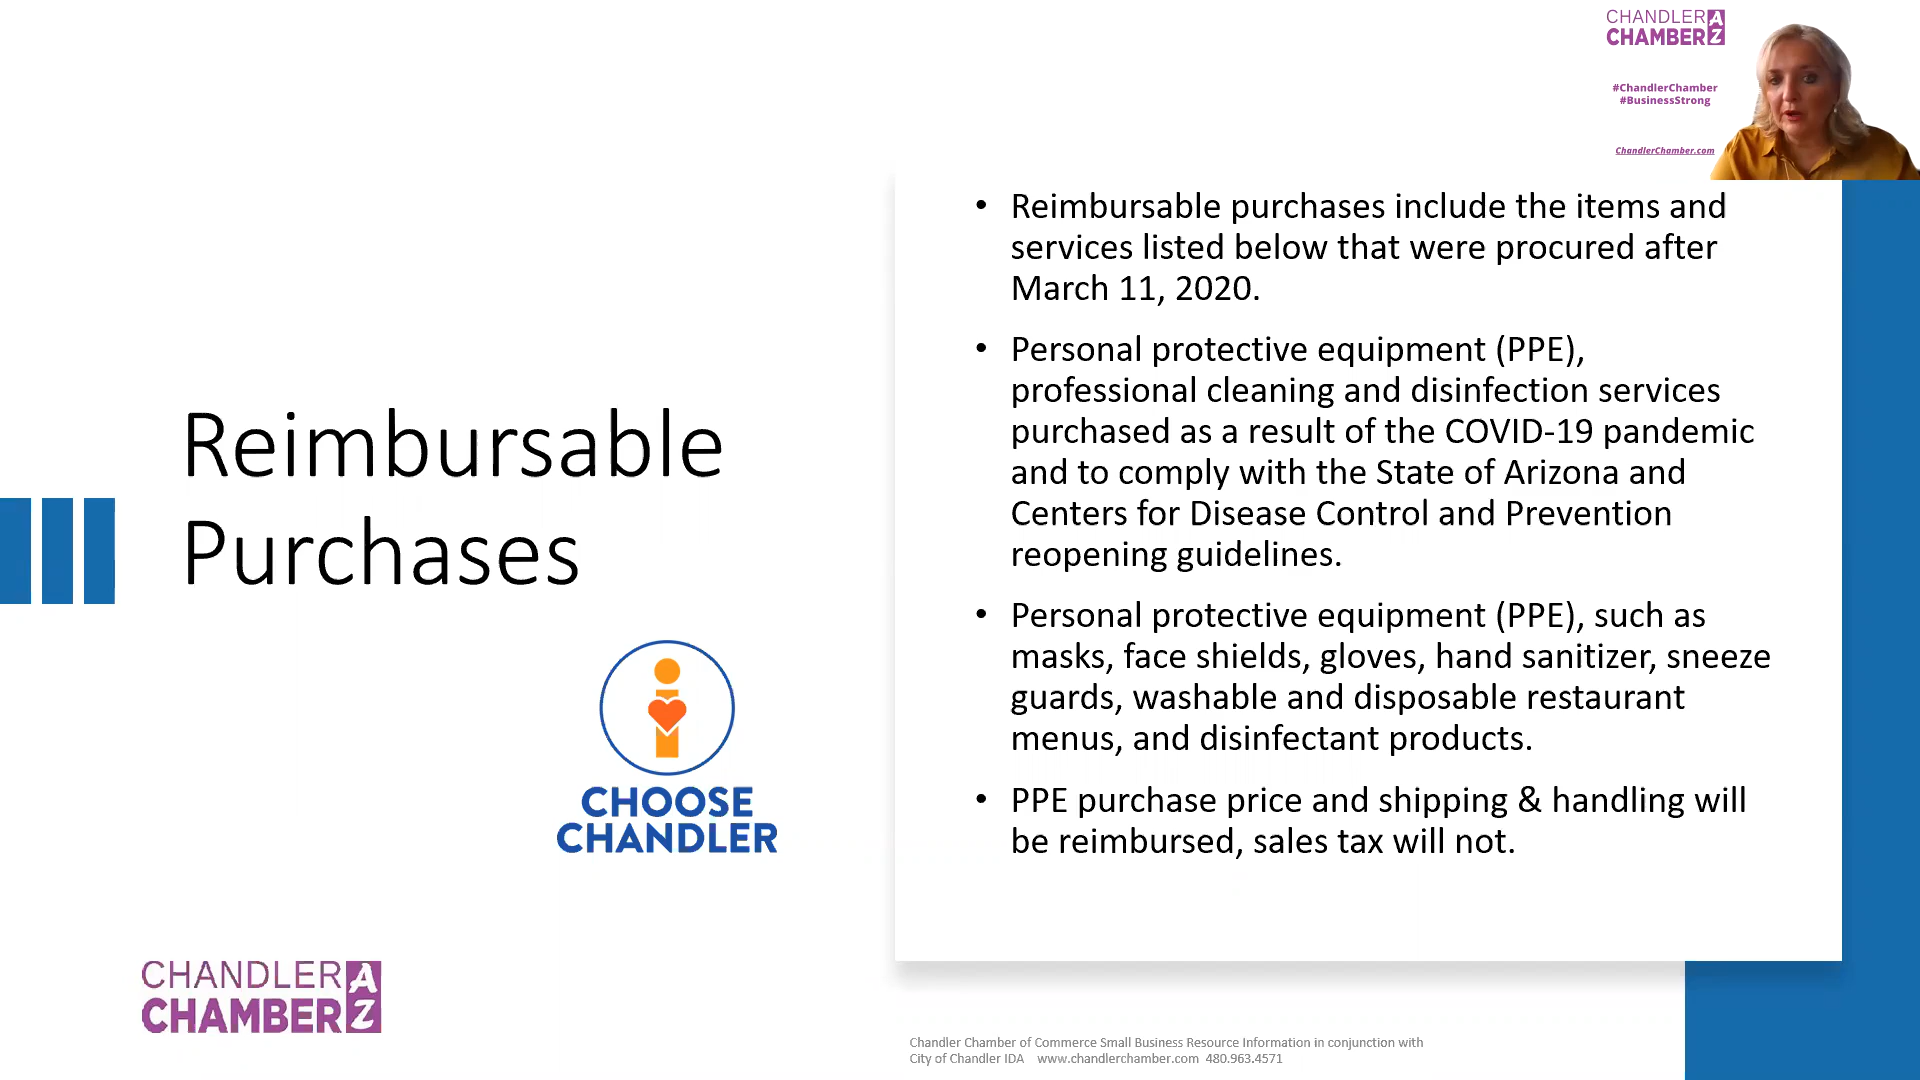 CHANDLER AZ
CHAMBER
#ChandlerChamber
#BusinessStrong
ChandlerChamber.com
Reimbursable
Purchases
CHOOSE
CHANDLER
• Reimbursable purchases include the items and
services listed below that were procured after
March 11, 2020.
• Personal protective equipment (PPE),
professional cleaning and disinfection services
purchased as a result of the COVID-19 pandemic
and to comply with the State of Arizona and
Centers for Disease Control and Prevention
reopening guidelines.
• Personal protective equipment (PPE), such as
masks, face shields, gloves, hand sanitizer, sneeze
guards, washable and disposable restaurant
menus, and disinfectant products.
• PPE purchase price and shipping & handling will
be reimbursed, sales tax will not.
CHANDLER AZ
CHAMBER
Chandler Chamber of Commerce Small Business Resource Information in conjunction with
City of Chandler IDA www.chandlerchamber.com 480.963.4571